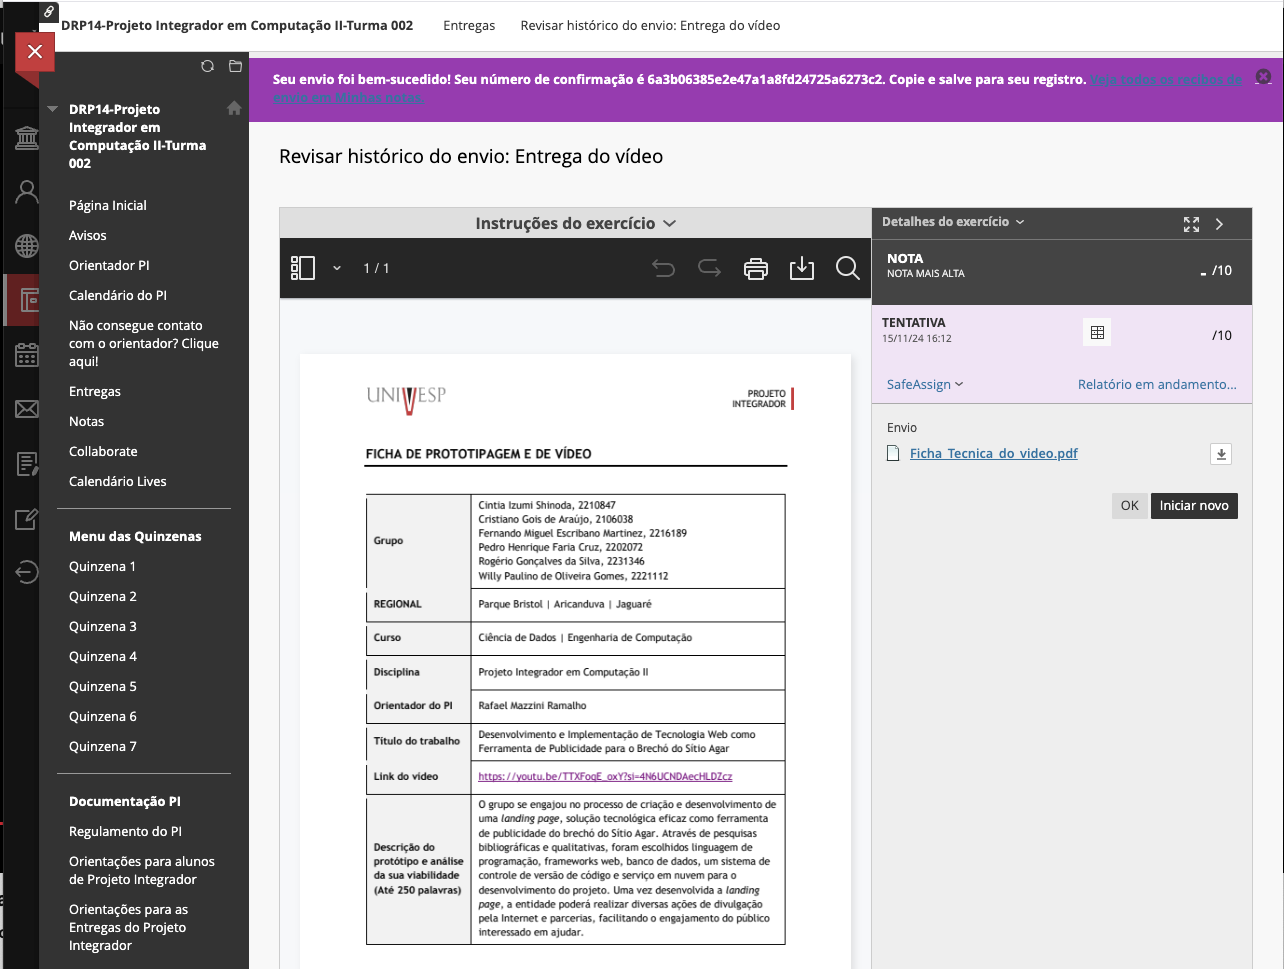 DRP14-Projeto Integrador em Computação II-Turma 002
Entregas
Revisar histórico do envio: Entrega do vídeo
Seu envio foi bem-sucedido! Seu número de confirmação é 6a3b06385e2e47a1a8fd24725a6273c2. Copie e salve para seu registro. Veja todos os recibos de
envio em Minhas notas.
DRP14-Projeto
Integrador em
Computação II-Turma
002
Página Inicial
Avisos
Orientador PI
Calendário do PI
Não consegue contato
com o orientador? Clique
aqui!
Entregas
Notas
Collaborate
Calendário Lives
Menu das Quinzenas
Quinzena 1
Quinzena 2
Quinzena 3
Quinzena 4
Quinzena 5
Quinzena 6
Quinzena 7
Documentação PI
Regulamento do PI
Orientações para alunos
de Projeto Integrador
Orientações para as
Entregas do Projeto
Integrador
Revisar histórico do envio: Entrega do vídeo
Instruções do exercício
1 / 1
UNIVESP
PROJETO
INTEGRADOR
FICHA DE PROTOTIPAGEM E DE VÍDEO
Grupo
Cintia Izumi Shinoda, 2210847
Cristiano Gois de Araújo, 2106038
Fernando Miguel Escribano Martinez, 2216189
Pedro Henrique Faria Cruz, 2202072
Rogério Gonçalves da Silva, 2231346
Willy Paulino de Oliveira Gomes, 2221112
REGIONAL
Parque Bristol | Aricanduva | Jaguaré
Curso
Ciência de Dados | Engenharia de Computação
Disciplina
Projeto Integrador em Computação II
Orientador do PI
Rafael Mazzini Ramalho
Título do trabalho
Desenvolvimento e Implementação de Tecnologia Web como
Ferramenta de Publicidade para o Brechó do Sítio Agar
Link do vídeo
https://youtu.be/TTXFoqE_oxY?si=4N6UCNDAecHLDZcz
Descrição do
protótipo e análise
da sua viabilidade
(Até 250 palavras)
O grupo se engajou no processo de criação e desenvolvimento de
uma landing page, solução tecnológica eficaz como ferramenta
de publicidade do brechó do Sítio Agar. Através de pesquisas
bibliográficas e qualitativas, foram escolhidos linguagem de
programação, frameworks web, banco de dados, um sistema de
controle de versão de código e serviço em nuvem para o
desenvolvimento do projeto. Uma vez desenvolvida a landing
page, a entidade poderá realizar diversas ações de divulgação
pela Internet e parcerias, facilitando o engajamento do público
interessado em ajudar.
Detalhes do exercício
NOTA
NOTA MAIS ALTA
- /10
TENTATIVA
15/11/24 16:12
/10
SafeAssign
Relatório em andamento...
Envio
Ficha_Tecnica_do_video.pdf
OK
Iniciar novo